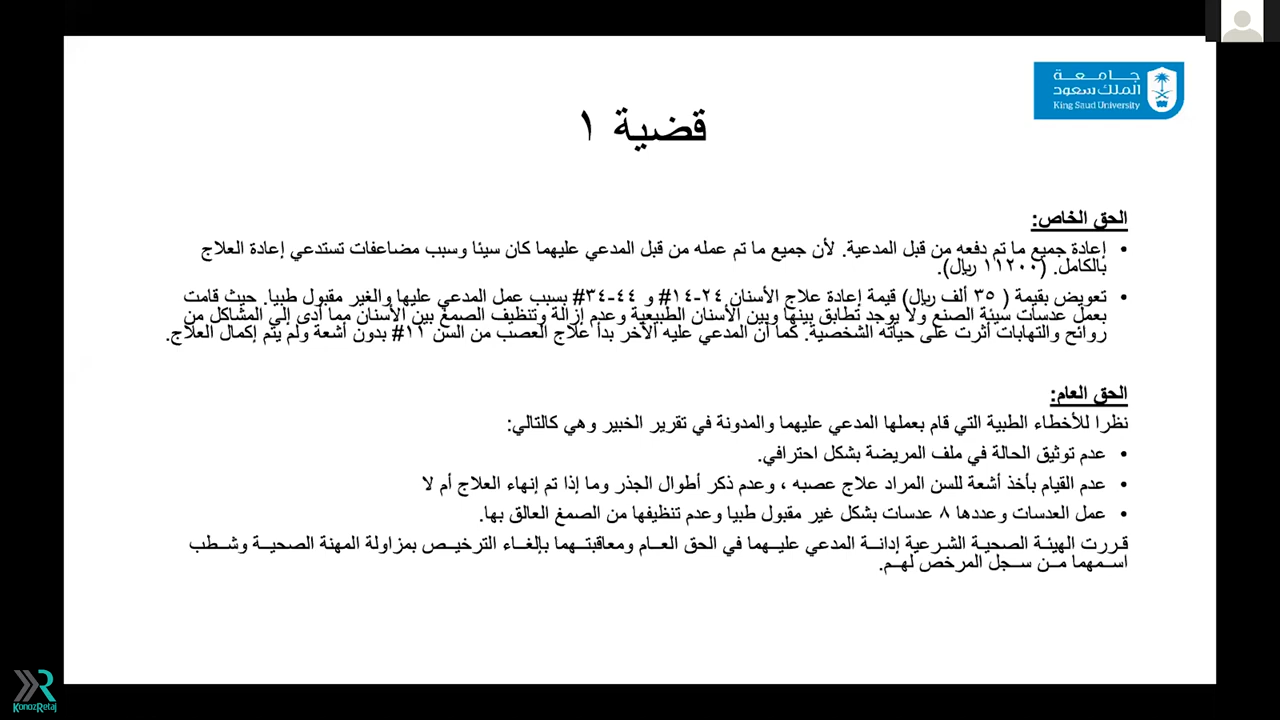 جامعة
الملك سعود
King Saud University
قضية ١
الحق الخاص:
• إعادة جميع ما تم دفعه من قبل المدعية. لأن جميع ما تم عمله من قبل المدعي عليهما كان سيئا وسبب مضاعفات تستدعي إعادة العلاج
بالكامل. (١١٢٠٠ ريال).
• تعويض بقيمة ( ٣٥ ألف ريال) قيمة إعادة علاج الأسنان ٢٤-١٤# و ٤٤-٣٤# بسبب عمل المدعي عليها والغير مقبول طبيا. حيث قامت
بعمل عدسات سيئة الصنع ولا يوجد تطابق بينها وبين الأسنان الطبيعية وعدم إزالة وتنظيف الصمغ بين الأسنان مما أدى إلى المشاكل من
روائح والتهابات أثرت على حياته الشخصية. كما أن المدعي عليه الآخر بدأ علاج العصب من السن ١١# بدون أشعة ولم يتم إكمال العلاج.
الحق العام:
نظرا للأخطاء الطبية التي قام بعملها المدعي عليهما والمدونة في تقرير الخبير وهي كالتالي:
• عدم توثيق الحالة في ملف المريضة بشكل احترافي.
• عدم القيام بأخذ أشعة للسن المراد علاج عصبه ، وعدم ذكر أطوال الجذر وما إذا تم إنهاء العلاج أم لا
• عمل العدسات وعددها ٨ عدسات بشكل غير مقبول طبيا وعدم تنظيفها من الصمغ العالق بها.
قررت الهيئة الصحية الشرعية إدانة المدعي عليهما في الحق العام ومعاقبتهما بإلغاء الترخيص بمزاولة المهنة الصحية وشطب
اسمهما من سجل المرخص لهم.
KonozRetaj